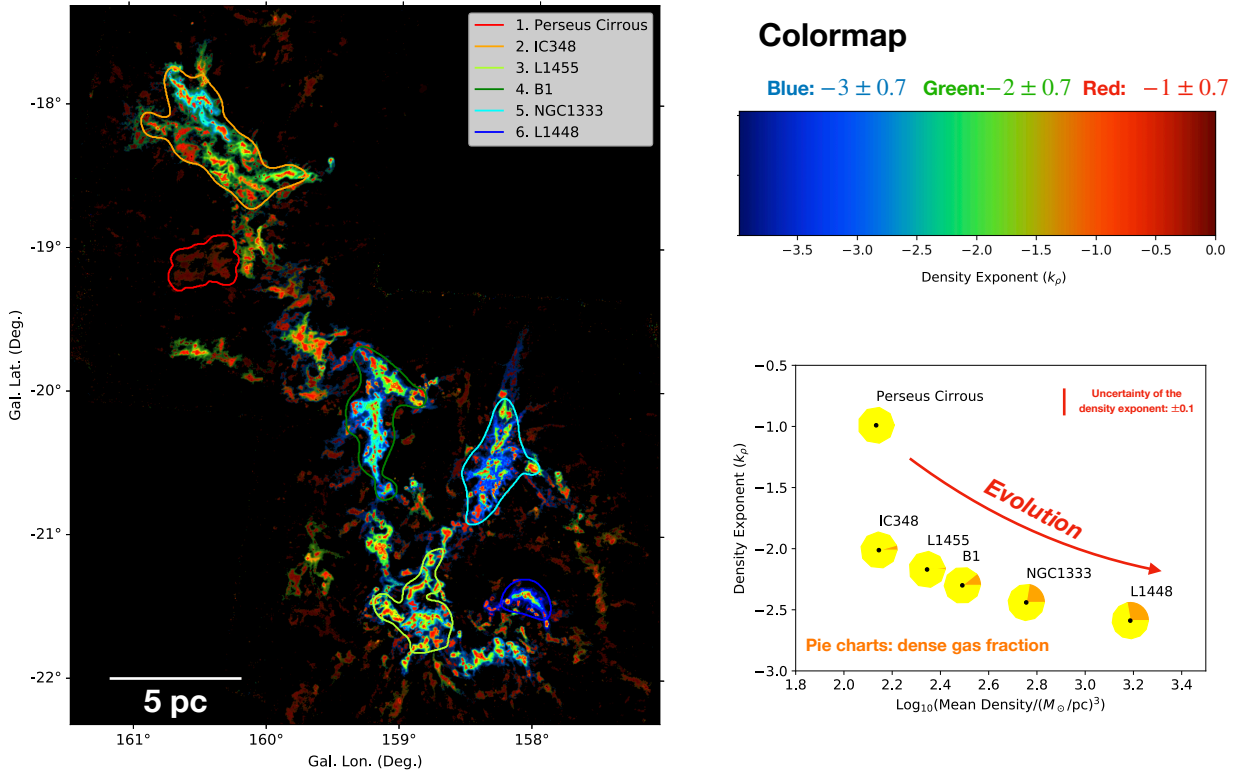 1. Perseus Cirrous
2. IC348
3. L1455
4. B1
5. NGC1333
6. L1448
-18°
-19°
-20°
-21°
-22°
Gal. Lat. (Deg.)
5 pc
161°
160°
159°
158°
Gal. Lon. (Deg.)
Colormap
Blue: −3 ± 0.7 Green:−2 ± 0.7 Red: −1 ± 0.7
−3.5 −3.0 −2.5 −2.0 −1.5 −1.0 −0.5 0.0
Density Exponent (kρ)
−0.5
−1.0
−1.5
−2.0
−2.5
−3.0
Density Exponent (kρ)
Perseus Cirrous
Uncertainty of the
density exponent: ±0.1
Evolution
IC348
L1455
B1
NGC1333
L1448
Pie charts: dense gas fraction
1.8 2.0 2.2 2.4 2.6 2.8 3.0 3.2 3.4
Log₁₀(Mean Density/(M⊙/pc)³)